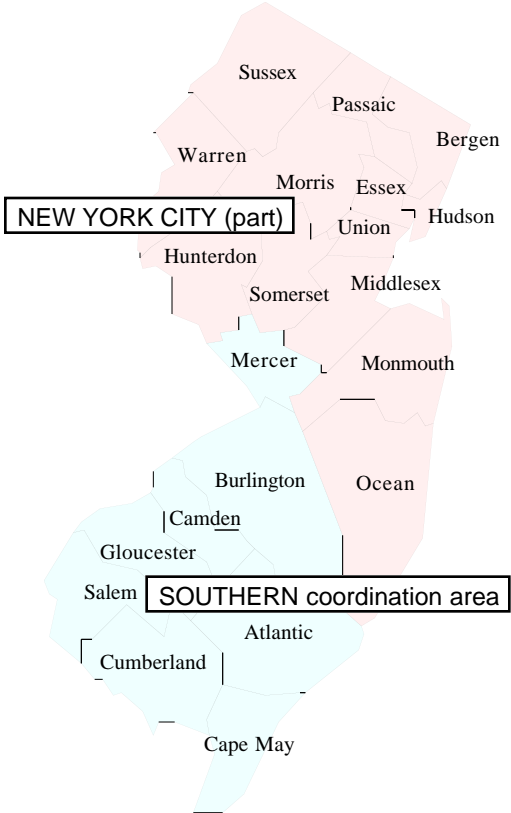 Sussex
Passaic
Bergen
Warren
Morris
Essex
NEW YORK CITY (part)
Hudson
Union
Hunterdon
Middlesex
Somerset
Mercer
Monmouth
Burlington
Ocean
Camden
Gloucester
Salem
SOUTHERN coordination area
Atlantic
Cumberland
Cape May